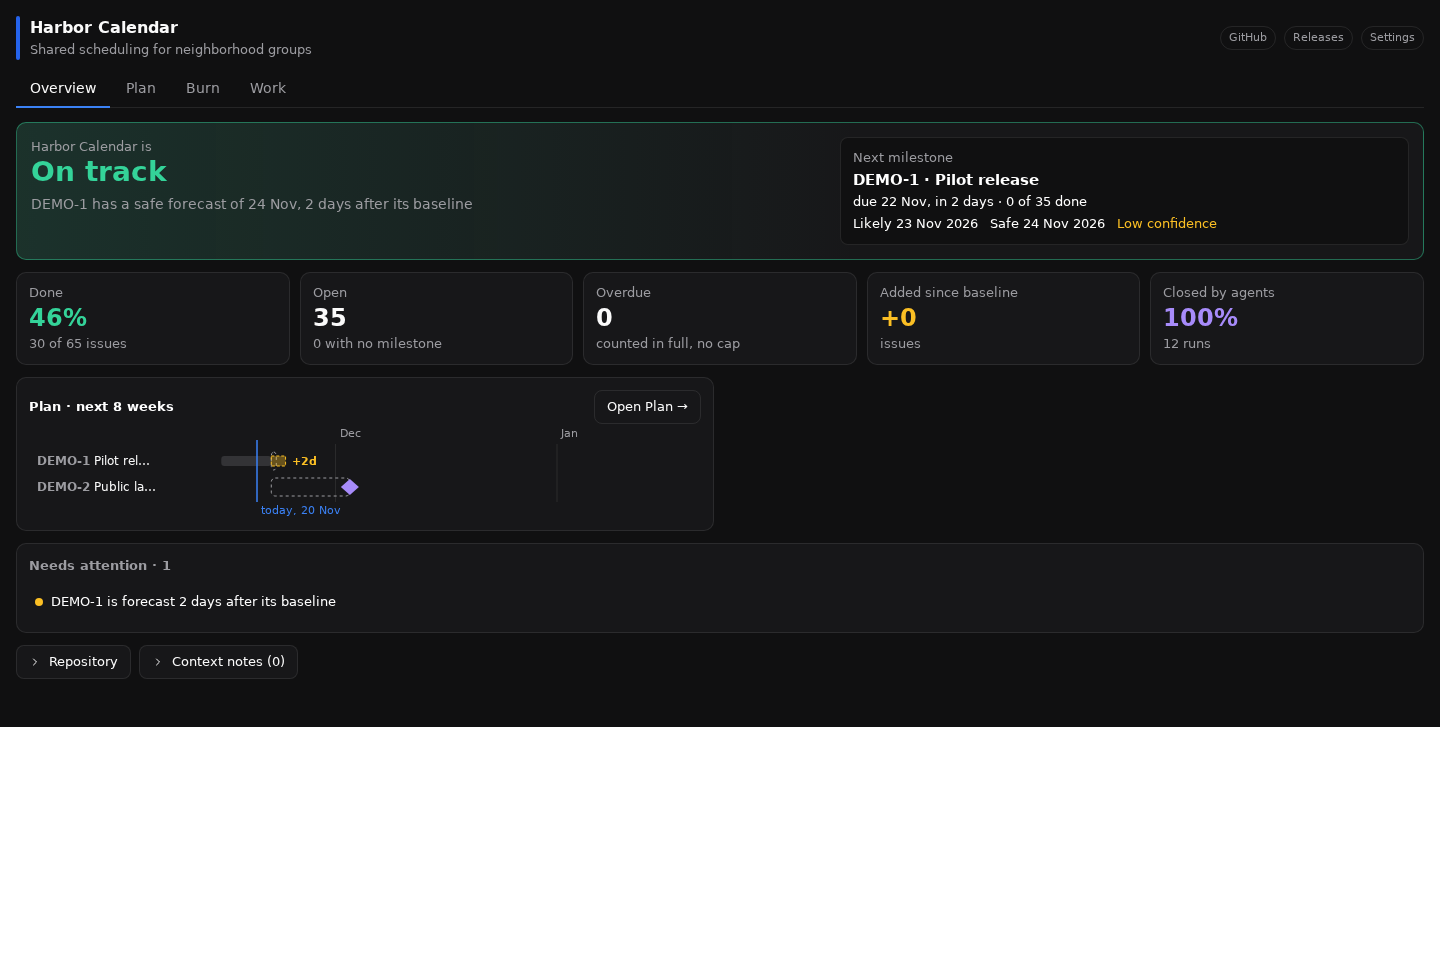 Harbor Calendar
Shared scheduling for neighborhood groups
GitHub
Releases
Settings
Overview
Plan
Burn
Work
Harbor Calendar is
On track
DEMO-1 has a safe forecast of 24 Nov, 2 days after its baseline
Next milestone
DEMO-1 · Pilot release
due 22 Nov, in 2 days · 0 of 35 done
Likely 23 Nov 2026 Safe 24 Nov 2026 Low confidence
Done
46%
30 of 65 issues
Open
35
0 with no milestone
Overdue
0
counted in full, no cap
Added since baseline
+0
issues
Closed by agents
100%
12 runs
Plan · next 8 weeks
Open Plan →
Dec
Jan
DEMO-1 Pilot rel...
+2d
DEMO-2 Public la...
today, 20 Nov
Needs attention · 1
DEMO-1 is forecast 2 days after its baseline
Repository
Context notes (0)